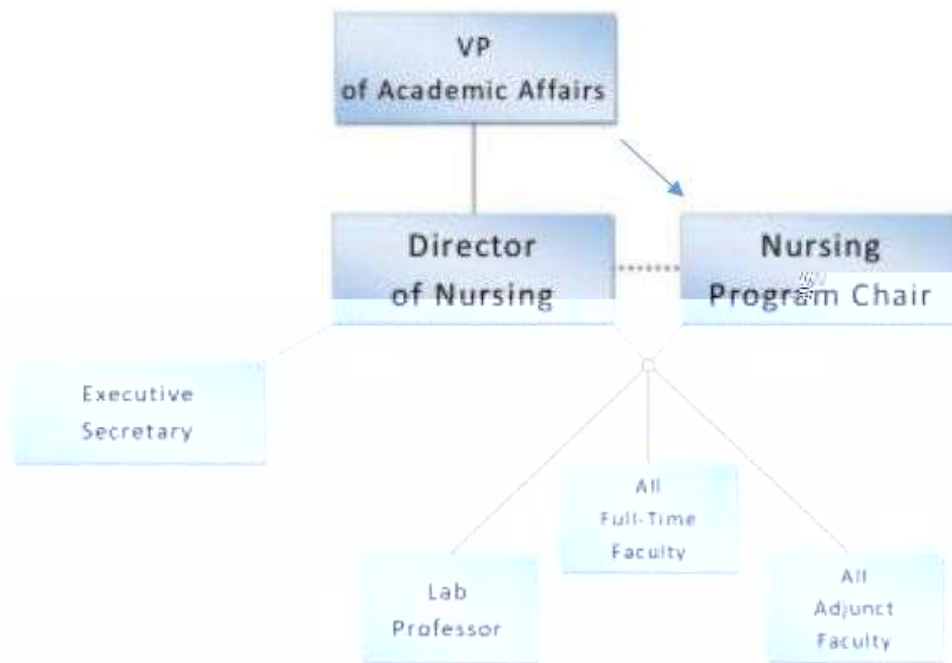 VP
of Academic Affairs
Director
of Nursing
Nursing
Program Chair
Executive
Secretary
All
Full-Time
Faculty
Lab
Professor
All
Adjunct
Faculty